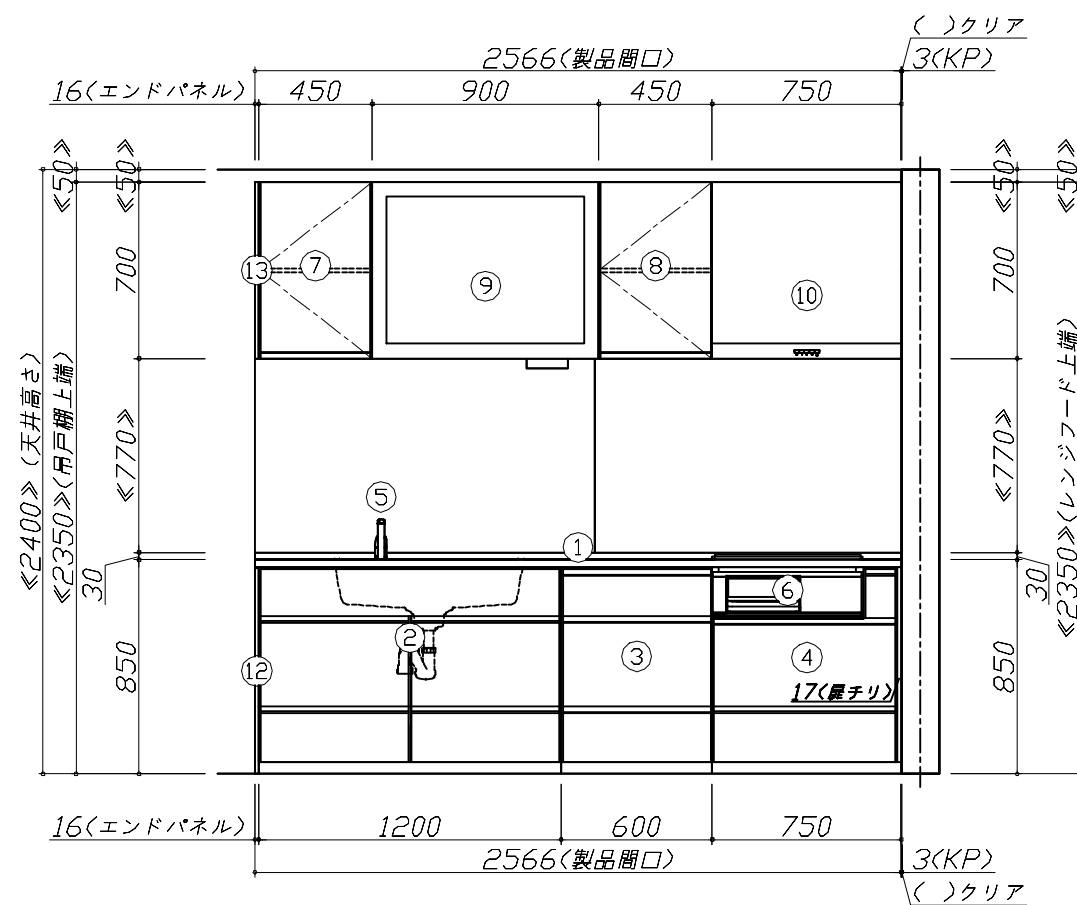 ( )クリア
2566(製品間口)
3(KP)
16(エンドパネル)
450
900
450
750
≪50≫
≪50≫
≪50≫
≪50≫
700
700
13
7
8
9
10
≪2400≫(天井高さ)
≪2350≫(吊戸棚上端)
≪770≫
≪770≫
≪2350≫(レンジフード上端)
5
1
30
30
6
2
3
4
12
850
850
17(扉チリ)
16(エンドパネル)
1200
600
750
2566(製品間口)
3(KP)
( )クリア